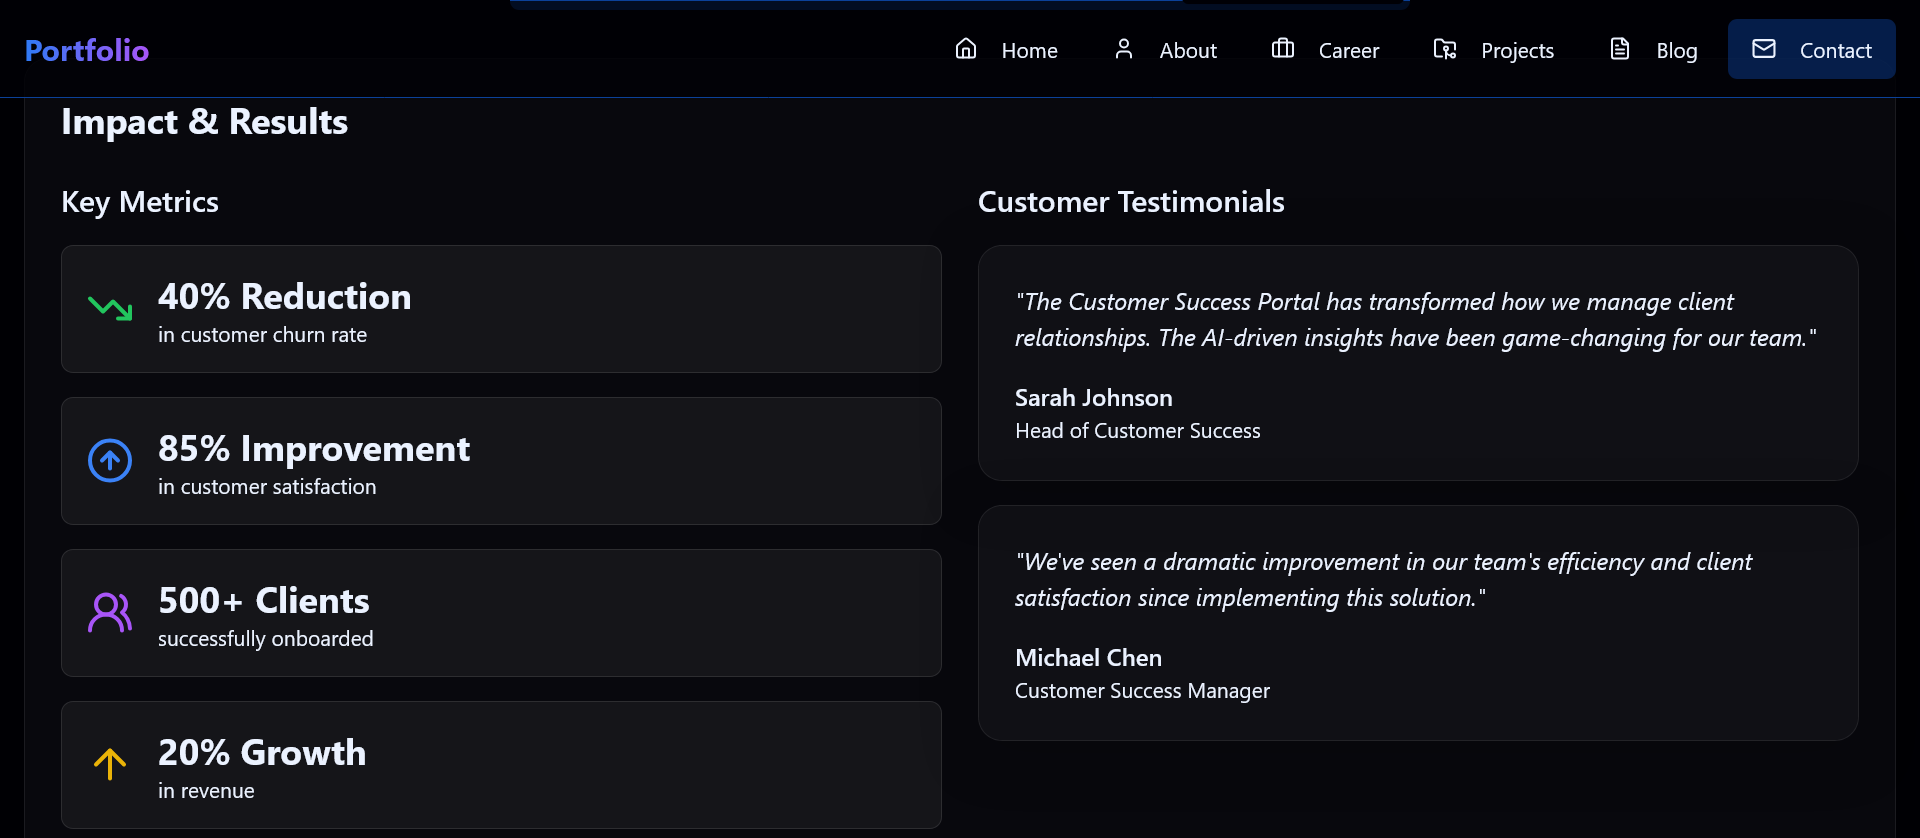 Portfolio
Home
About
Career
Projects
Blog
Contact
Impact & Results
Key Metrics
40% Reduction
in customer churn rate
85% Improvement
in customer satisfaction
500+ Clients
successfully onboarded
20% Growth
in revenue
Customer Testimonials
"The Customer Success Portal has transformed how we manage client
relationships. The AI-driven insights have been game-changing for our team."
Sarah Johnson
Head of Customer Success
"We've seen a dramatic improvement in our team's efficiency and client
satisfaction since implementing this solution."
Michael Chen
Customer Success Manager